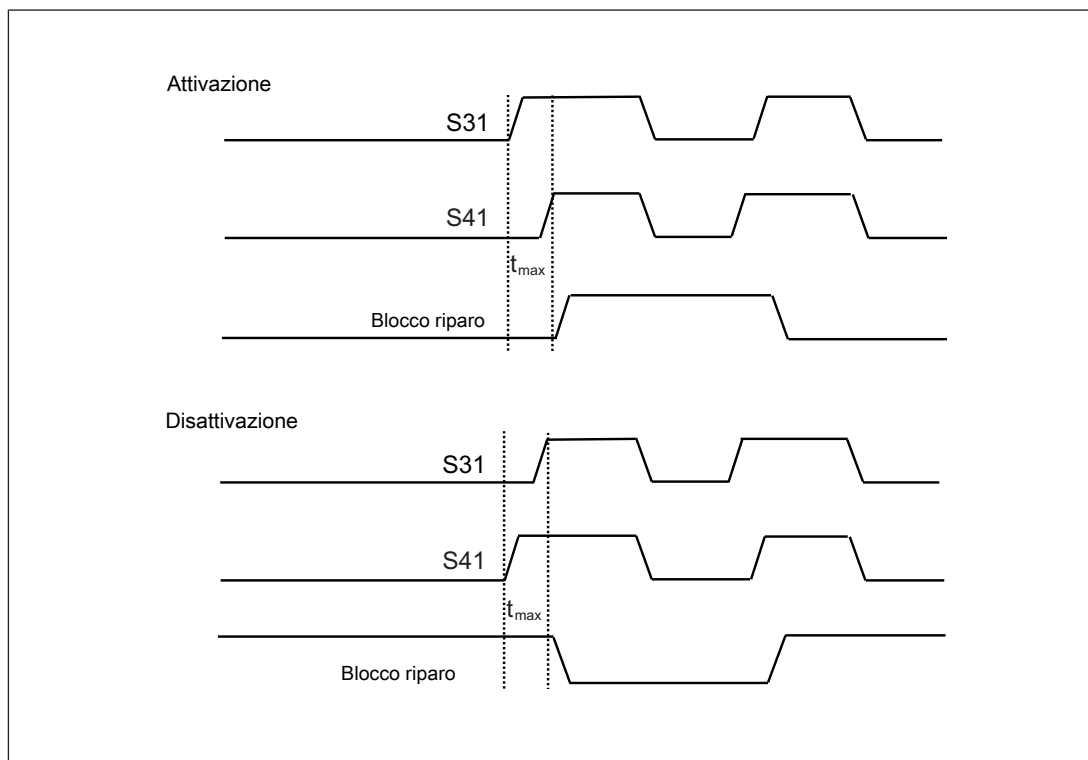 Attivazione
S31
S41
tmax
Blocco riparo
Disattivazione
S31
S41
tmax
Blocco riparo